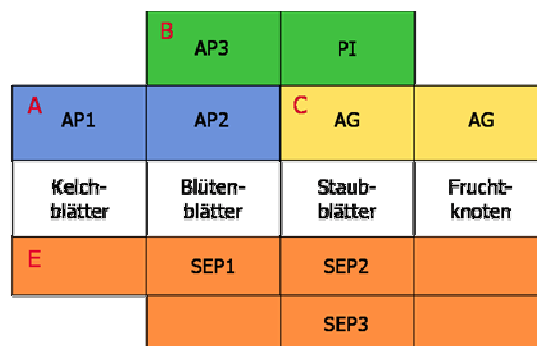 B AP3 PI
A AP1 AP2 C AG AG
Kelch- Blüten- Staub- Frucht-
blätter blätter blätter knoten
E SEP1 SEP2
SEP3